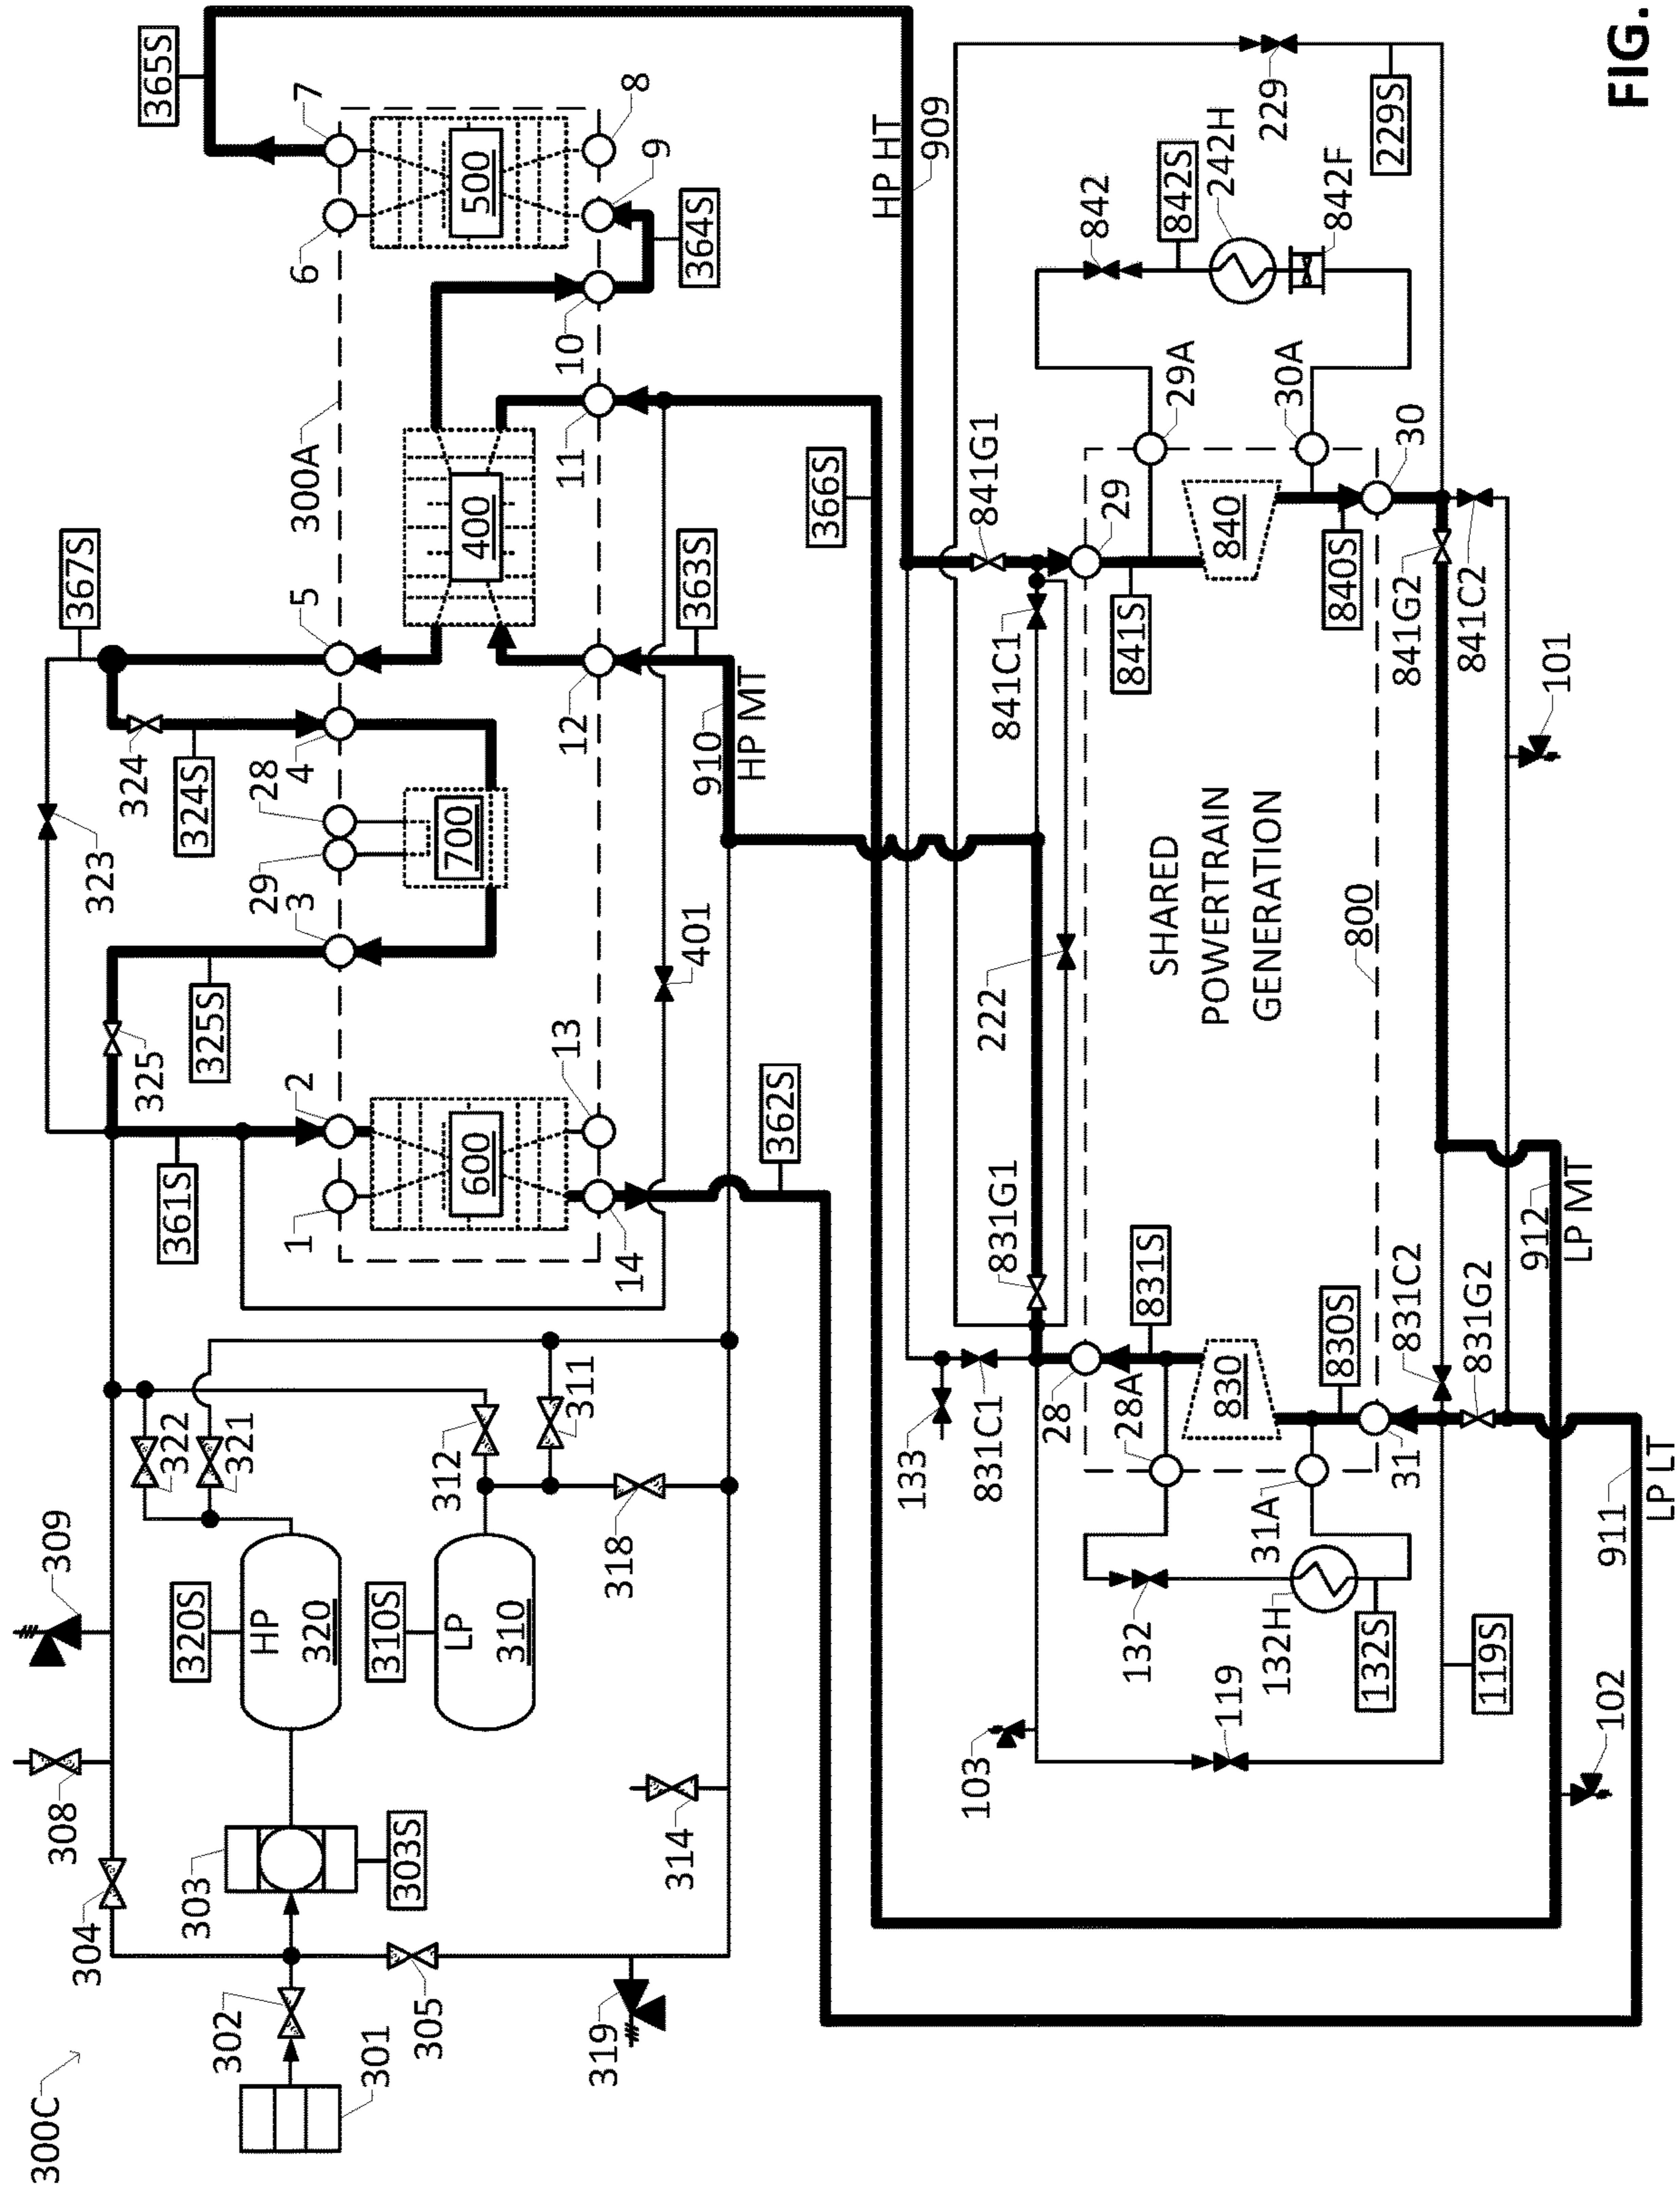 300C
301
302
303
303S
304
305
308
309
319
314
HP
320
320S
LP
310
310S
322
321
312
311
318
361S
1
2
600
14
13
362S
325
325S
3
29
28
700
4
324
324S
323
367S
5
300A
400
12
11
10
401
363S
910
HP MT
6
7
500
9
8
364S
365S
366S
HP HT
909
133
831C1
28
28A
831S
831G1
830
830S
31
31A
132
132H
132S
103
119
119S
831C2
831G2
222
841C1
841G1
841S
29
29A
840
840S
30
30A
842
842S
242H
842F
229
229S
SHARED
POWERTRAIN
GENERATION
800
841G2
841C2
101
912
LP MT
911
LP LT
102
FIG.